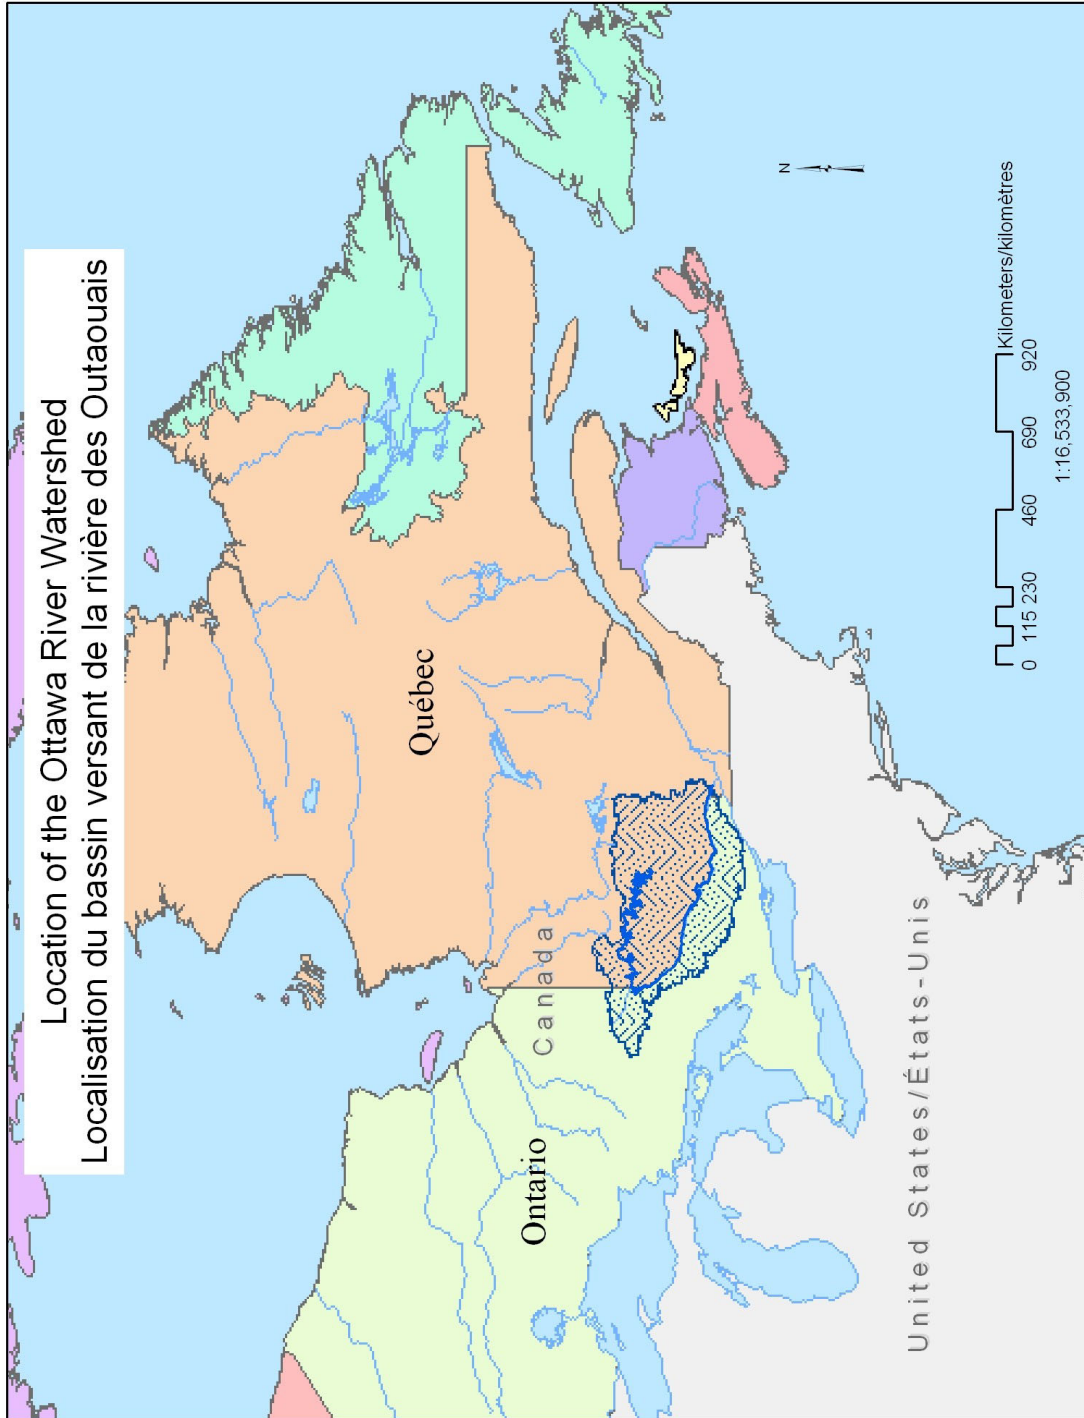 Location of the Ottawa River Watershed
Localisation du bassin versant de la rivière des Outaouais
Québec
Canada
Ontario
United States/États-Unis
N
0 115 230 460 690 920
Kilometers/kilomètres
1:16,533,900